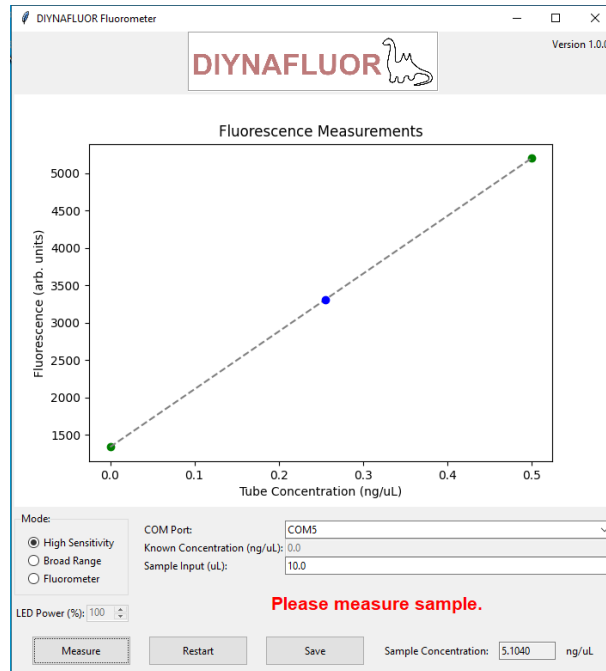 DIYNAFLUOR Fluorometer
DIYNAFLUOR
Version 1.0.0
Fluorescence Measurements
5000
4500
4000
3500
3000
2500
2000
1500
Fluorescence (arb. units)
0.0 0.1 0.2 0.3 0.4 0.5
Tube Concentration (ng/uL)
Mode:
High Sensitivity
Broad Range
Fluorometer
COM Port: COM5
Known Concentration (ng/uL): 0.0
Sample Input (uL): 10.0
LED Power (%): 100
Please measure sample.
Measure Restart Save Sample Concentration: 5.1040 ng/uL